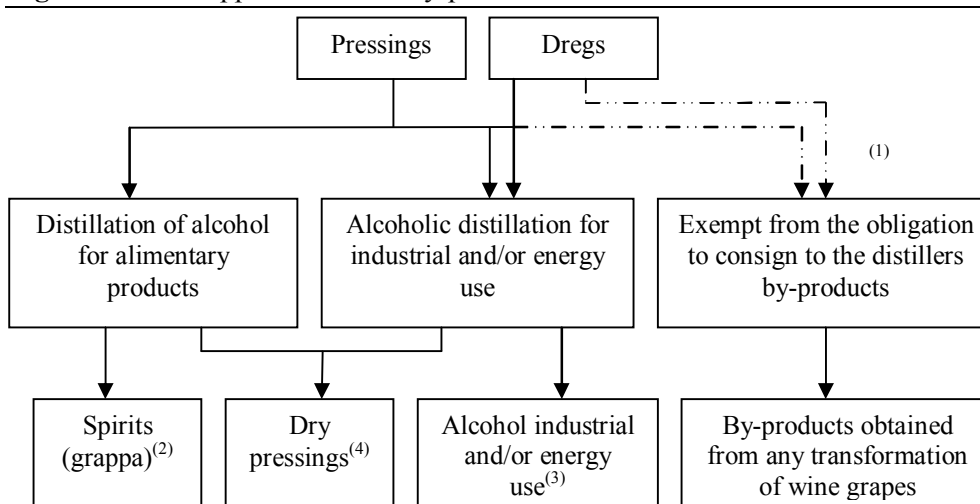 Pressings
Dregs
(1)
Distillation of alcohol
for alimentary
products
Alcoholic distillation for
industrial and/or energy
use
Exempt from the obligation
to consign to the distillers
by-products
Spirits
(grappa)(2)
Dry
pressings(4)
Alcohol industrial
and/or energy
use(3)
By-products obtained
from any transformation
of wine grapes